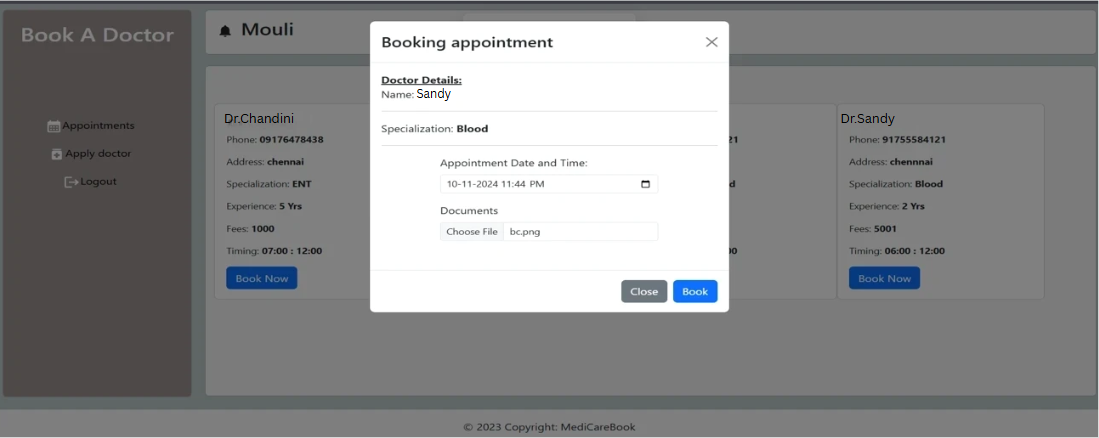 Book A Doctor
Appointments
Apply doctor
Logout
Mouli
Booking appointment
Doctor Details:
Name: Sandy
Specialization: Blood
Appointment Date and Time:
10-11-2024 11:44 PM
Documents
Choose File bc.png
Close Book
Dr.Chandini
Phone: 09176478438
Address: chennai
Specialization: ENT
Experience: 5 Yrs
Fees: 1000
Timing: 07:00 : 12:00
Book Now
21
d
00
Dr.Sandy
Phone: 91755584121
Address: chennnai
Specialization: Blood
Experience: 2 Yrs
Fees: 5001
Timing: 06:00 : 12:00
Book Now
© 2023 Copyright: MediCareBook